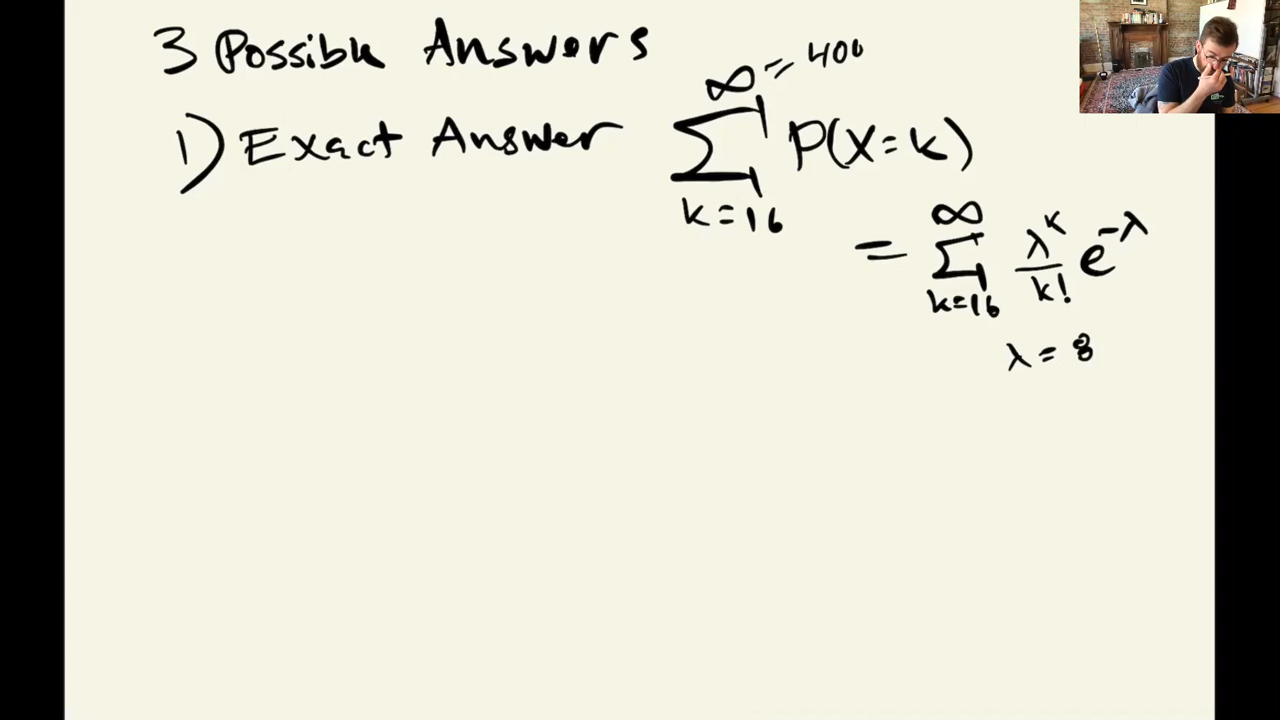 3 Possible Answers
1) Exact Answer ∑_{k=16}^{∞ = 400} P(X=k)
= ∑_{k=16}^{∞} λ^k/k! e^{-λ}
λ = 8